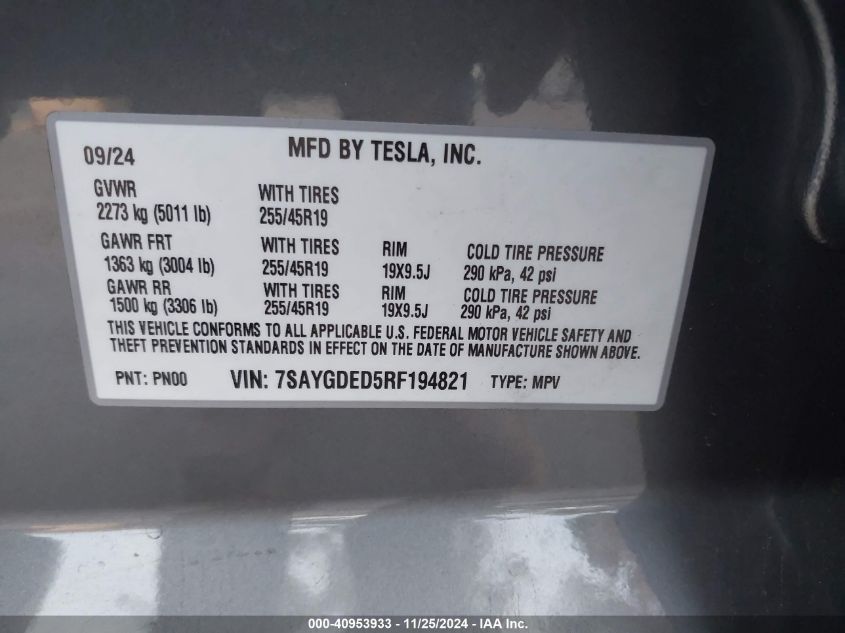 09/24 MFD BY TESLA, INC.
GVWR
2273 kg (5011 lb)
WITH TIRES
255/45R19
GAWR FRT WITH TIRES RIM COLD TIRE PRESSURE
1363 kg (3004 lb) 255/45R19 19X9.5J 290 kPa, 42 psi
GAWR RR WITH TIRES RIM COLD TIRE PRESSURE
1500 kg (3306 lb) 255/45R19 19X9.5J 290 kPa, 42 psi
THIS VEHICLE CONFORMS TO ALL APPLICABLE U.S. FEDERAL MOTOR VEHICLE SAFETY AND
THEFT PREVENTION STANDARDS IN EFFECT ON THE DATE OF MANUFACTURE SHOWN ABOVE.
PNT: PN00 VIN: 7SAYGDED5RF194821 TYPE: MPV
000-40953933 - 11/25/2024 - IAA Inc.